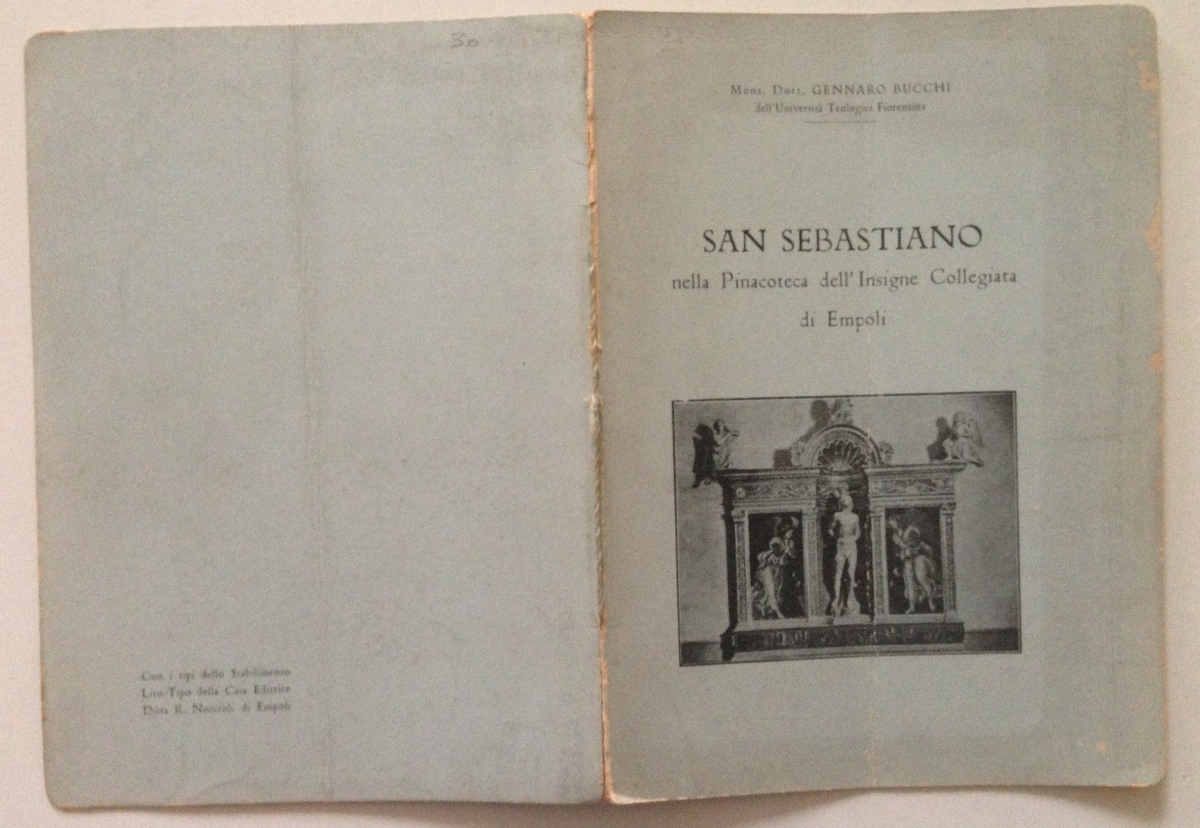 30
Mons. Dott. GENNARO BUCCHI
dell'Università Teologica Fiorentina
SAN SEBASTIANO
nella Pinacoteca dell'Insigne Collegiata
di Empoli
Con i tipi dello Stabilimento
Lito-Tipo della Casa Editrice
Ditta R. Noccioli di Empoli